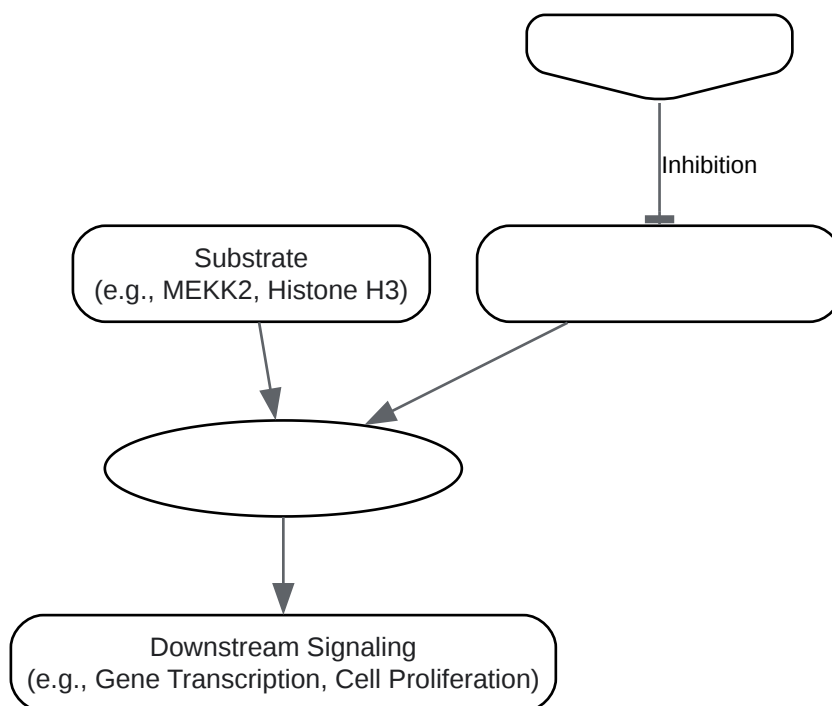 Inhibition
Substrate
(e.g., MEKK2, Histone H3)
Downstream Signaling
(e.g., Gene Transcription, Cell Proliferation)